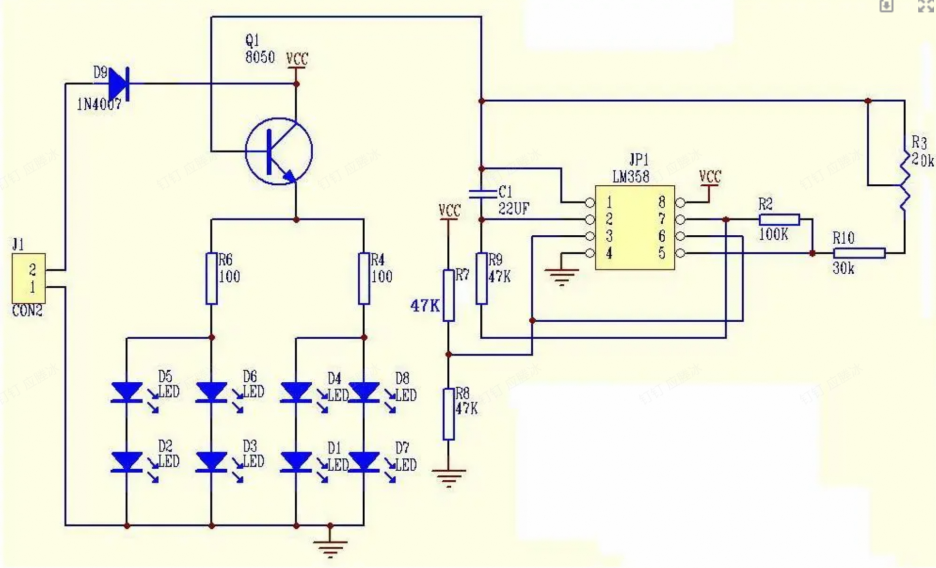 Q1
8050
VCC
D9
1N4007
J1
2
1
CON2
R6
100
R4
100
D5
LED
D6
LED
D4
LED
D8
LED
D2
LED
D3
LED
D1
LED
D7
LED
C1
22UF
VCC
R7
47K
R9
47K
R8
47K
JP1
LM358
1
2
3
4
8
7
6
5
VCC
R2
100K
R10
30k
R3
20k